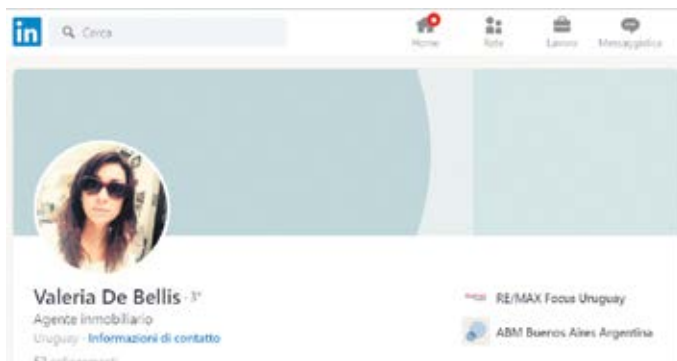 in Cerca
Home Rete Lavoro Messaggistica
Valeria De Bellis · 3°
Agente inmobiliario
Uruguay · Informazioni di contatto
RE/MAX Focus Uruguay
ABM Buenos Aires Argentina